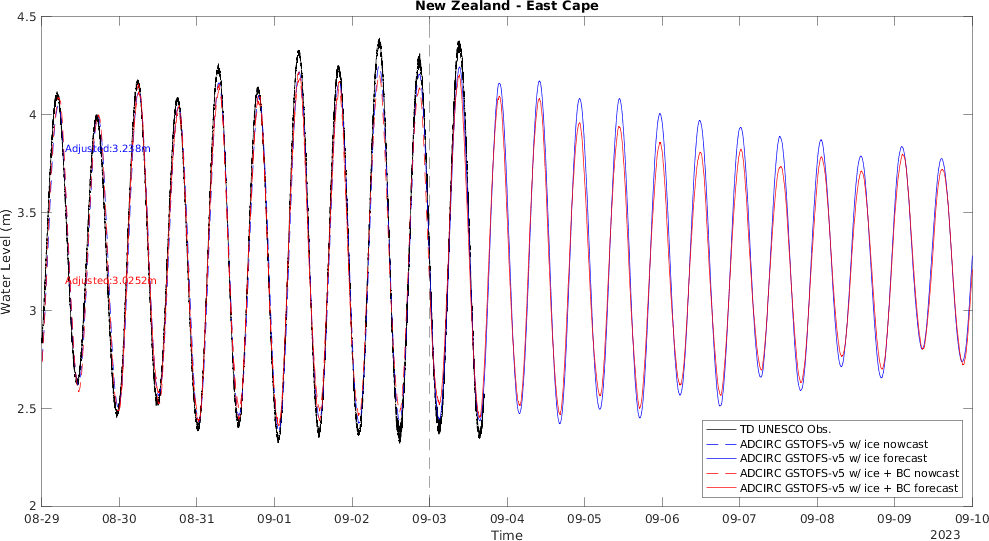 New Zealand - East Cape
4.5
4
3.5
3
2.5
2
Water Level (m)
Adjusted:3.238m
Adjusted:3.0252m
TD UNESCO Obs.
ADCIRC GSTOFS-v5 w/ ice nowcast
ADCIRC GSTOFS-v5 w/ ice forecast
ADCIRC GSTOFS-v5 w/ ice + BC nowcast
ADCIRC GSTOFS-v5 w/ ice + BC forecast
08-29 08-30 08-31 09-01 09-02 09-03 09-04 09-05 09-06 09-07 09-08 09-09 09-10
Time
2023